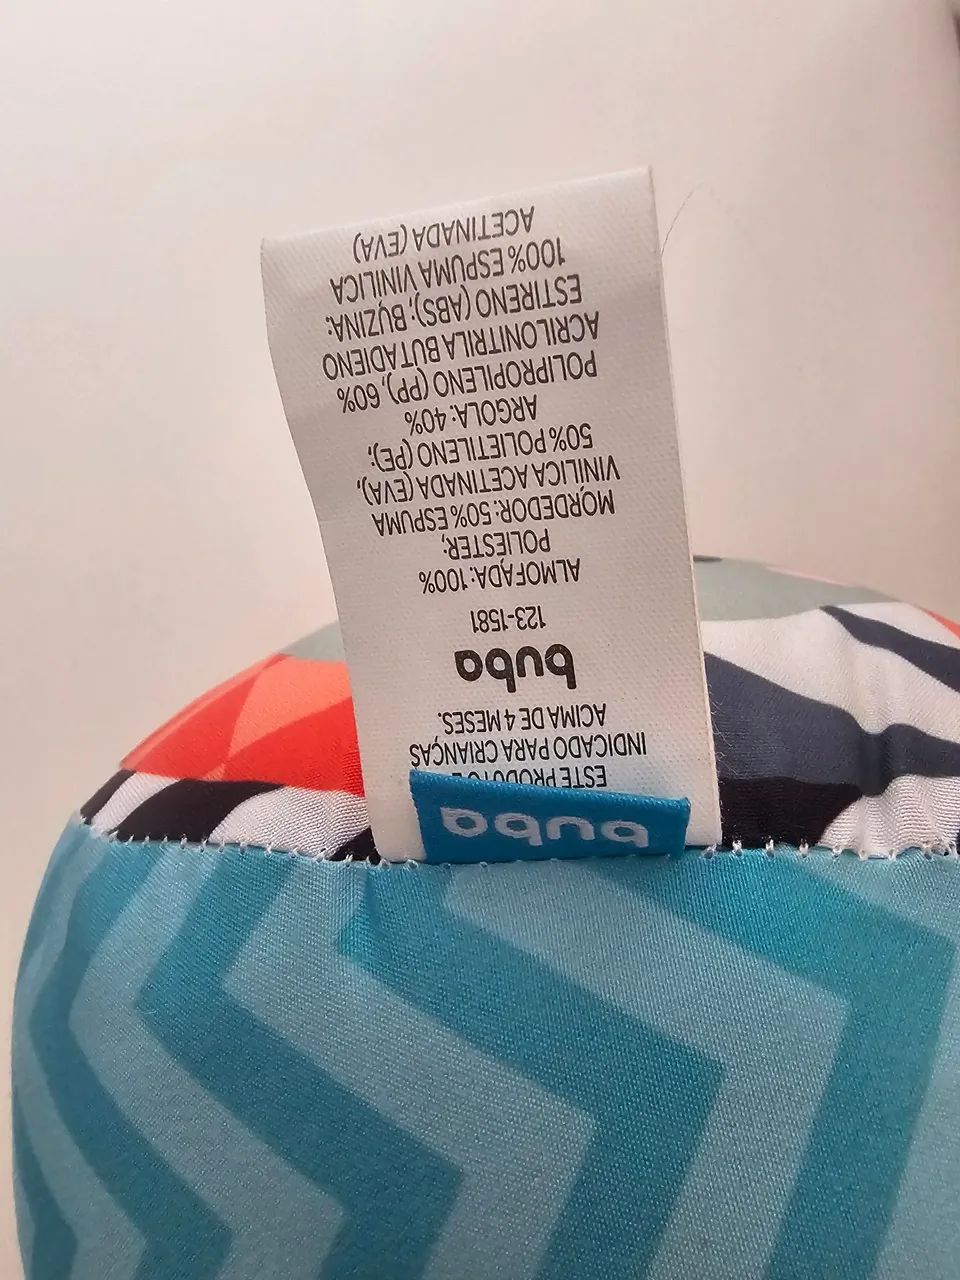 buba
ESTE PRODUTO É
INDICADO PARA CRIANÇAS
ACIMA DE 4 MESES.
buba
123-1581
ALMOFADA: 100%
POLIESTER;
MORDEDOR: 50% ESPUMA
VINILICA ACETINADA (EVA),
50% POLIETILENO (PE);
ARGOLA: 40%
POLIPROPILENO (PP), 60%
ACRILONITRILA BUTADIENO
ESTIRENO (ABS); BUZINA:
100% ESPUMA VINILICA
ACETINADA (EVA)